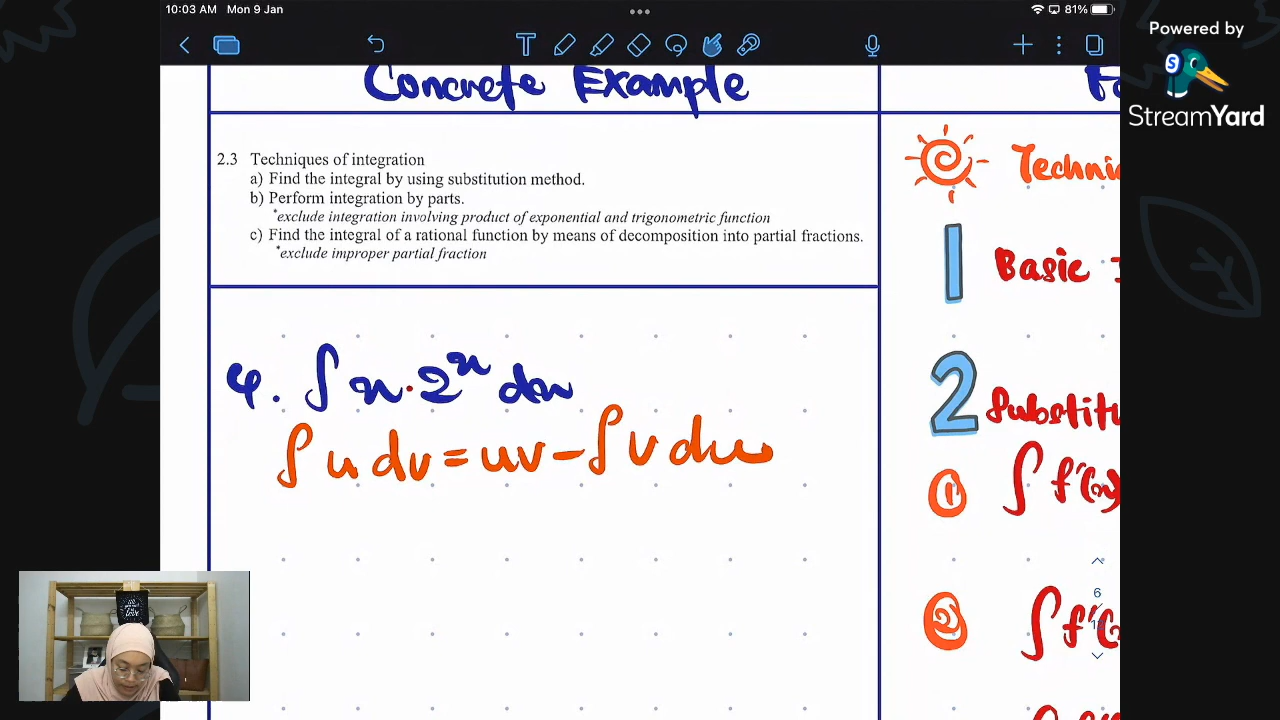 10:03 AM Mon 9 Jan
81%
Powered by
StreamYard
Concrete Example
2.3 Techniques of integration
a) Find the integral by using substitution method.
b) Perform integration by parts.
*exclude integration involving product of exponential and trigonometric function
c) Find the integral of a rational function by means of decomposition into partial fractions.
*exclude improper partial fraction
4. ∫ x · 2^x dx
∫ u dv = uv − ∫ v du
1
Basic
2
①
∫ f'(x)
②
∫ f'(x
6